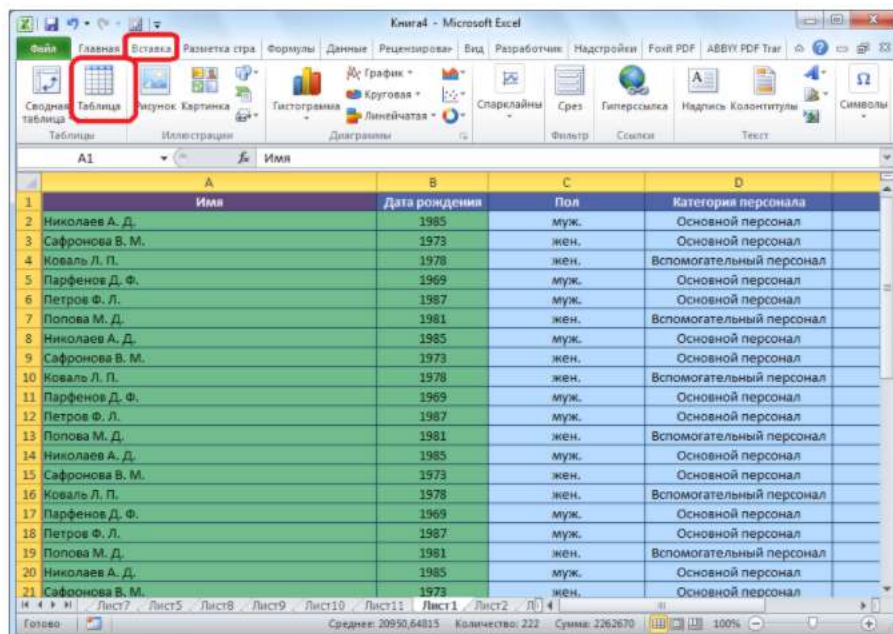 Книга4 - Microsoft Excel
Файл Главная Вставка Разметка стра Формулы Данные Рецензироват Вид Разработчик Надстройки Foxit PDF ABBYY PDF Trar
Сводная таблица Таблица Рисунок Картинка Гистограмма График Круговая Линейчатая Спарклайны Срез Гиперссылка Надпись Колонтитулы Символы
Таблицы Иллюстрации Диаграммы Фильтр Ссылки Текст
A1 fx Имя
A B C D
1 Имя Дата рождения Пол Категория персонала
2 Николаев А. Д. 1985 муж. Основной персонал
3 Сафронова В. М. 1973 жен. Основной персонал
4 Коваль Л. П. 1978 жен. Вспомогательный персонал
5 Парфенов Д. Ф. 1969 муж. Основной персонал
6 Петров Ф. Л. 1987 муж. Основной персонал
7 Попова М. Д. 1981 жен. Вспомогательный персонал
8 Николаев А. Д. 1985 муж. Основной персонал
9 Сафронова В. М. 1973 жен. Основной персонал
10 Коваль Л. П. 1978 жен. Вспомогательный персонал
11 Парфенов Д. Ф. 1969 муж. Основной персонал
12 Петров Ф. Л. 1987 муж. Основной персонал
13 Попова М. Д. 1981 жен. Вспомогательный персонал
14 Николаев А. Д. 1985 муж. Основной персонал
15 Сафронова В. М. 1973 жен. Основной персонал
16 Коваль Л. П. 1978 жен. Вспомогательный персонал
17 Парфенов Д. Ф. 1969 муж. Основной персонал
18 Петров Ф. Л. 1987 муж. Основной персонал
19 Попова М. Д. 1981 жен. Вспомогательный персонал
20 Николаев А. Д. 1985 муж. Основной персонал
21 Сафронова В. М. 1973 жен. Основной персонал
Лист7 Лист5 Лист8 Лист9 Лист10 Лист11 Лист1 Лист2
Готово Среднее: 20950,64815 Количество: 222 Сумма: 2262670 100%